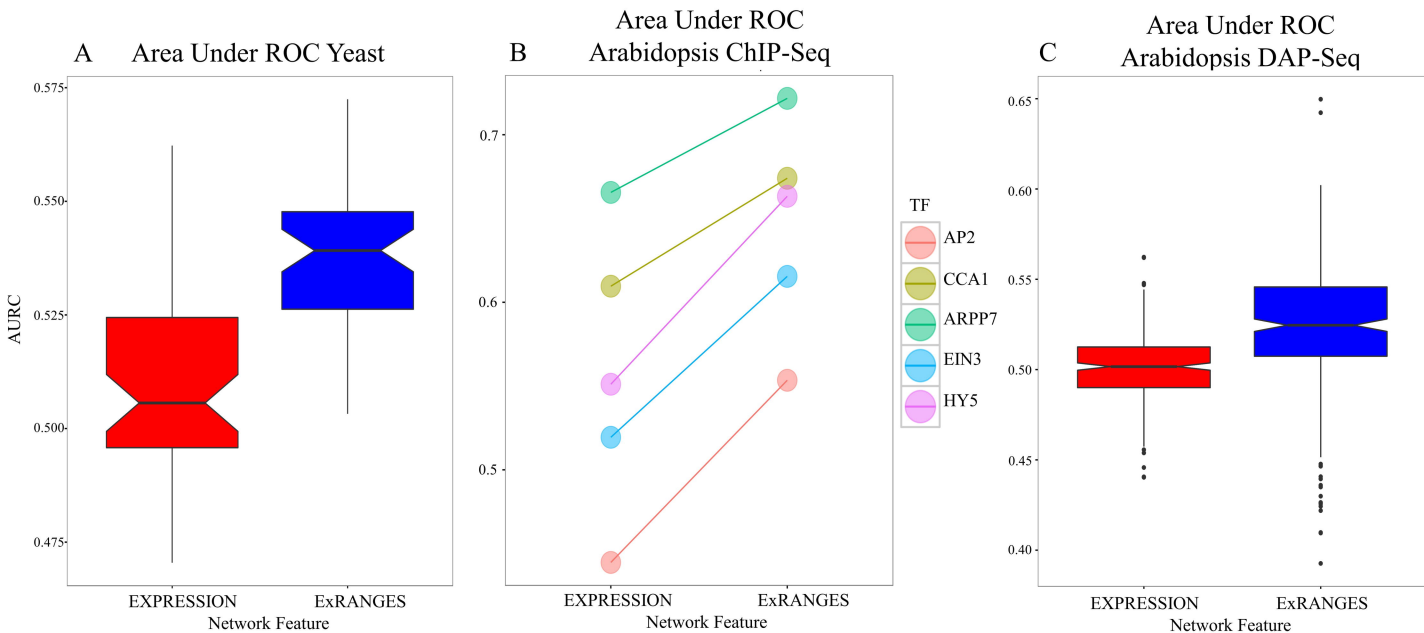 A
Area Under ROC Yeast
AURC
0.575
0.550
0.525
0.500
0.475
EXPRESSION
ExRANGES
Network Feature
B
Area Under ROC
Arabidopsis ChIP-Seq
0.7
0.6
0.5
EXPRESSION
ExRANGES
Network Feature
TF
AP2
CCA1
ARPP7
EIN3
HY5
C
Area Under ROC
Arabidopsis DAP-Seq
0.65
0.60
0.55
0.50
0.45
0.40
EXPRESSION
ExRANGES
Network Feature